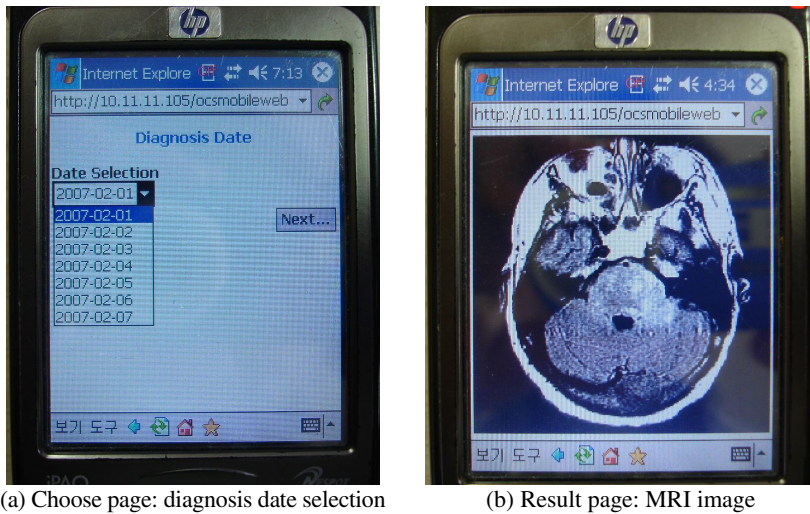 hp
Internet Explore 7:13
http://10.11.11.105/ocsmobileweb
Diagnosis Date
Date Selection
2007-02-01
2007-02-01
Next...
2007-02-02
2007-02-03
2007-02-04
2007-02-05
2007-02-06
2007-02-07
보기 도구
iPAQ
NESPOT
(a) Choose page: diagnosis date selection
hp
Internet Explore 4:34
http://10.11.11.105/ocsmobileweb
보기 도구
(b) Result page: MRI image